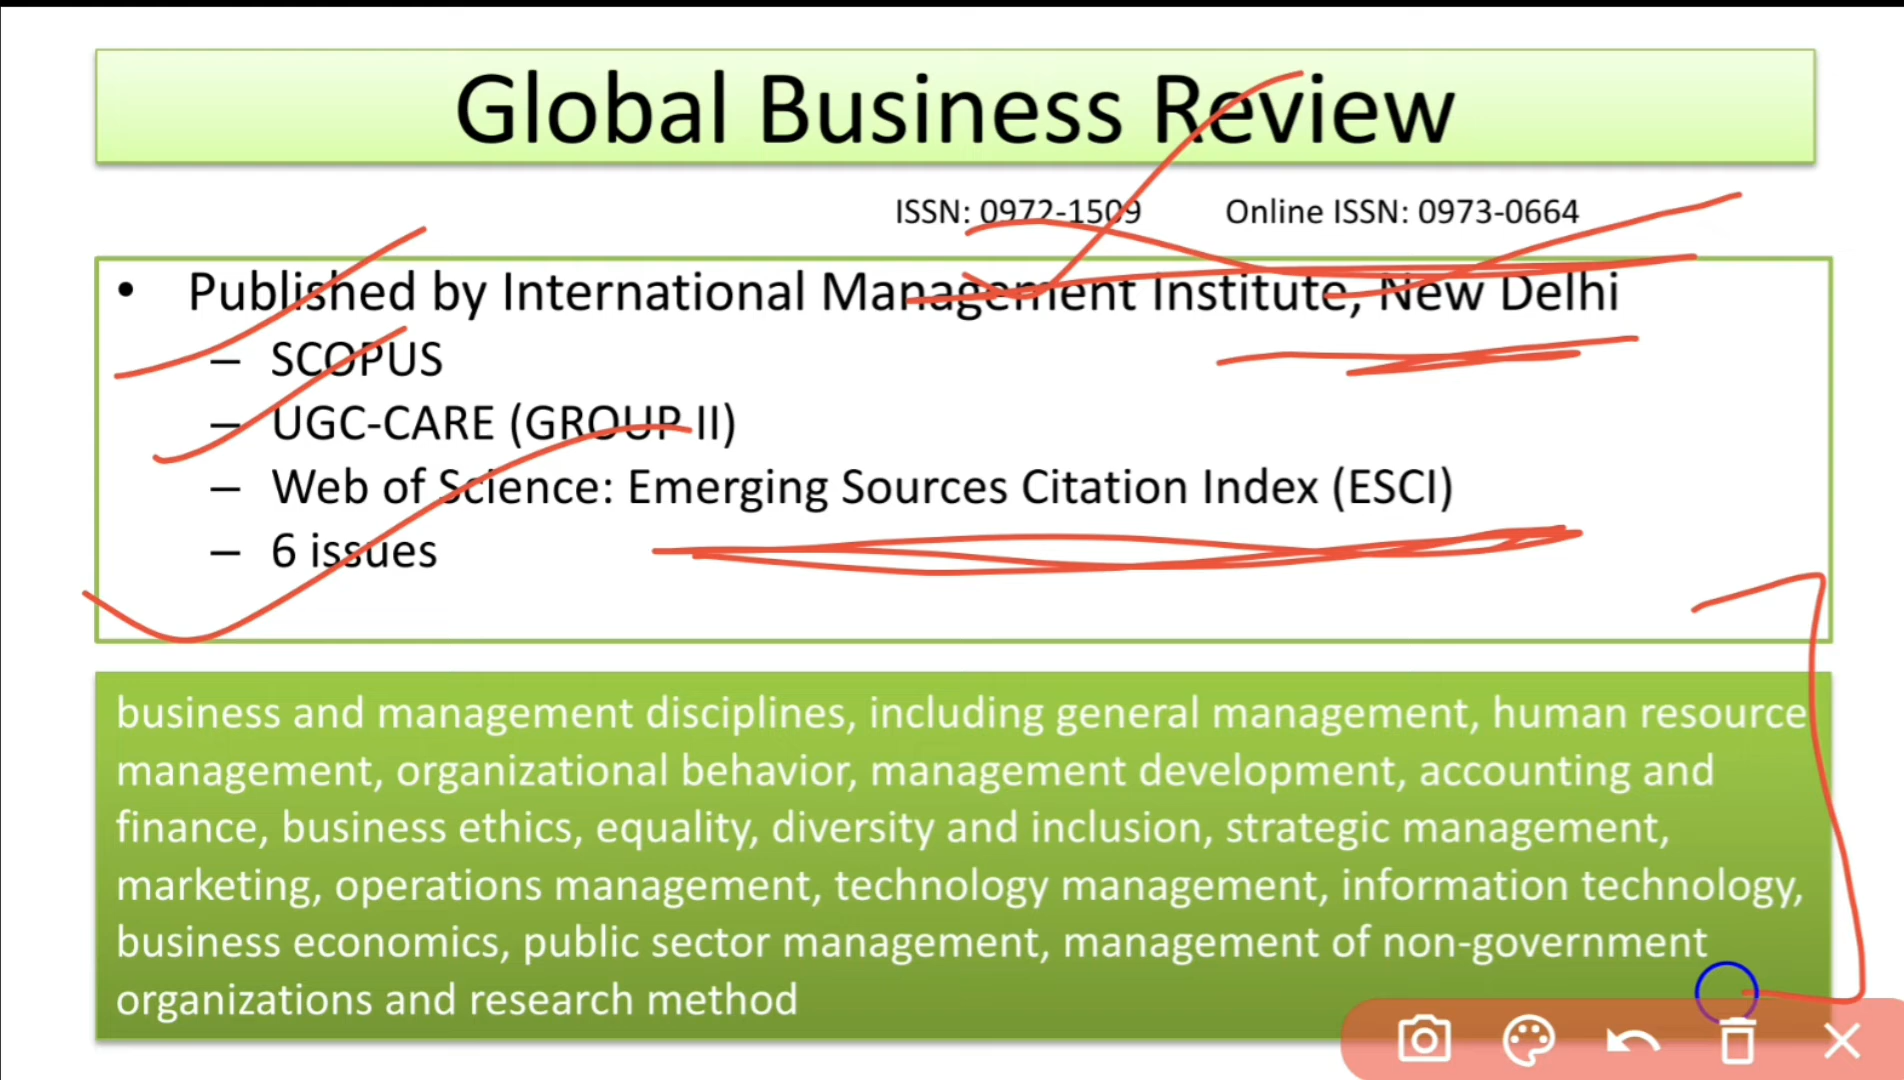 Global Business Review
ISSN: 0972-1509 Online ISSN: 0973-0664
• Published by International Management Institute, New Delhi
– SCOPUS
– UGC-CARE (GROUP II)
– Web of Science: Emerging Sources Citation Index (ESCI)
– 6 issues
business and management disciplines, including general management, human resource
management, organizational behavior, management development, accounting and
finance, business ethics, equality, diversity and inclusion, strategic management,
marketing, operations management, technology management, information technology,
business economics, public sector management, management of non-government
organizations and research method